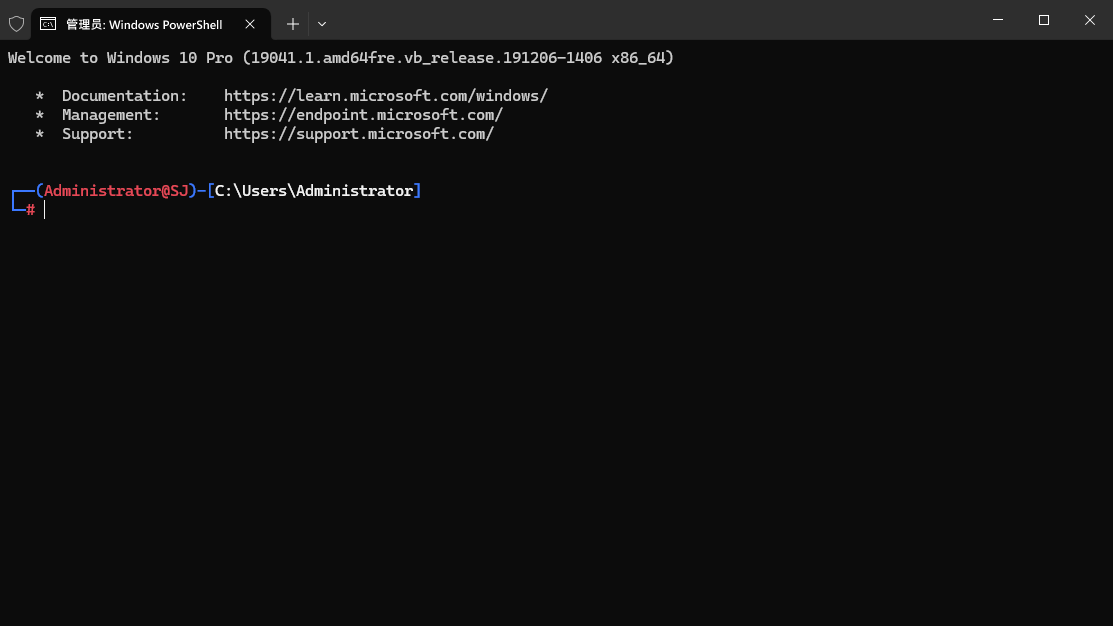 管理员: Windows PowerShell
Welcome to Windows 10 Pro (19041.1.amd64fre.vb_release.191206-1406 x86_64)
* Documentation: https://learn.microsoft.com/windows/
* Management: https://endpoint.microsoft.com/
* Support: https://support.microsoft.com/
┌──(Administrator@SJ)-[C:\Users\Administrator]
└─#